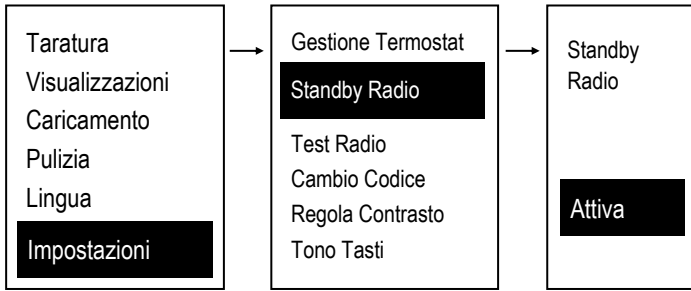 Taratura
Visualizzazioni
Caricamento
Pulizia
Lingua
Impostazioni
Gestione Termostat
Standby Radio
Test Radio
Cambio Codice
Regola Contrasto
Tono Tasti
Standby
Radio
Attiva